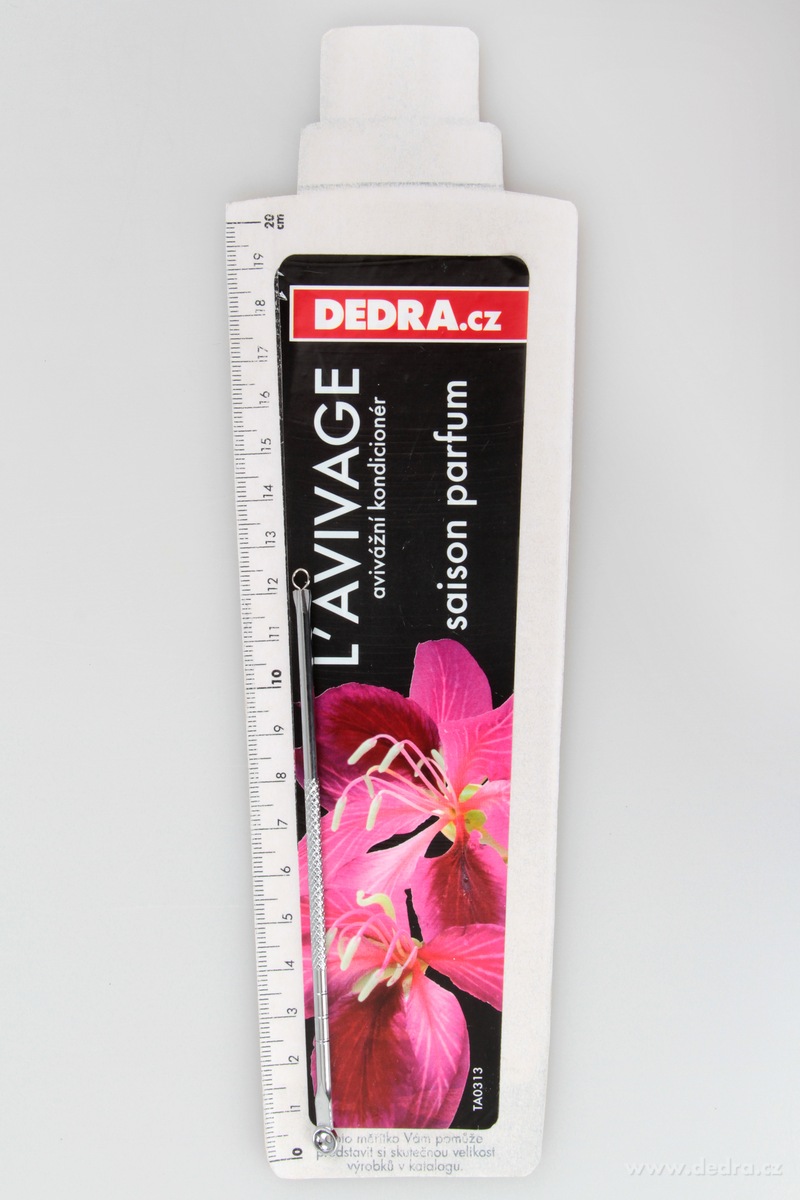 20
cm
19
18
17
16
15
14
13
12
11
10
9
8
7
6
5
4
3
2
1
0
DEDRA.cz
L'AVIVAGE
avivážní kondicionér
saison parfum
TA0313
měřítko Vám pomůže
představit si skutečnou velikost
výrobků v katalogu.
www.dedra.cz